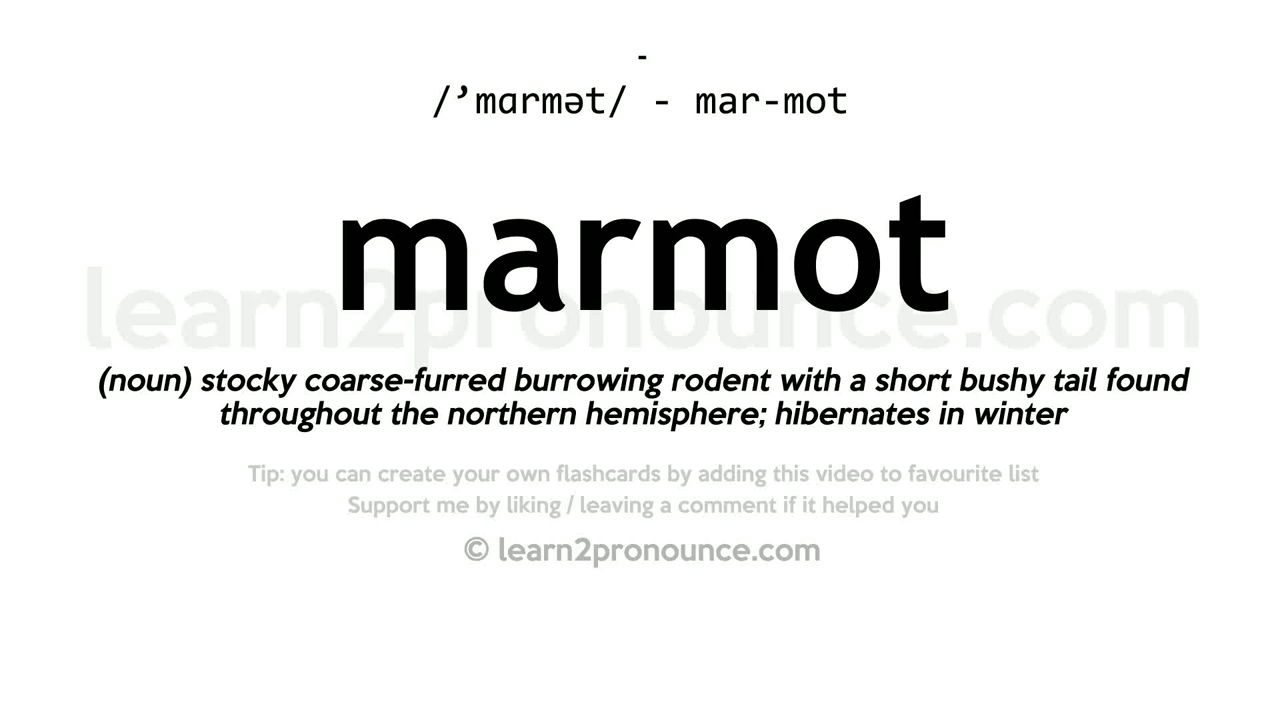 -
/’mɑrmət/ - mar-mot
marmot
learn2pronounce.com
(noun) stocky coarse-furred burrowing rodent with a short bushy tail found
throughout the northern hemisphere; hibernates in winter
Tip: you can create your own flashcards by adding this video to favourite list
Support me by liking / leaving a comment if it helped you
© learn2pronounce.com